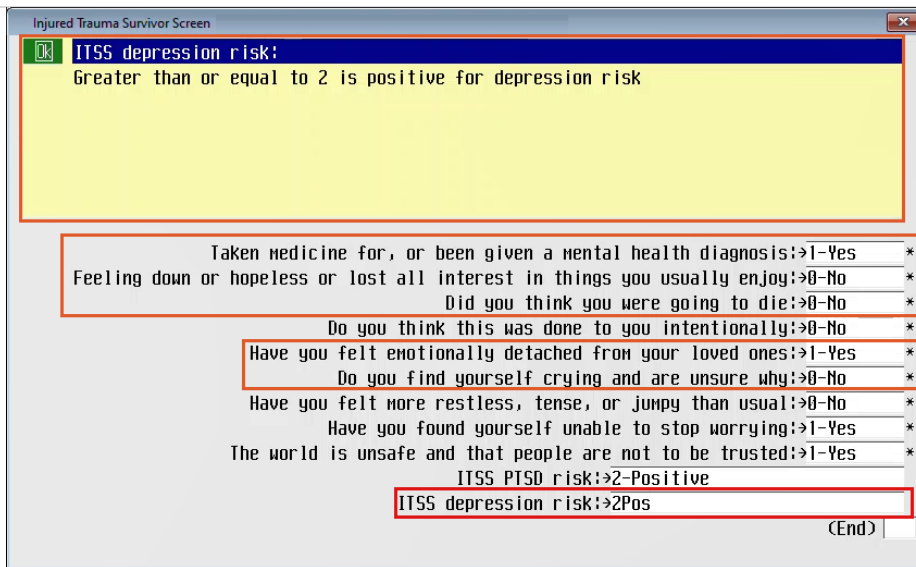 Injured Trauma Survivor Screen
Ok ITSS depression risk:
Greater than or equal to 2 is positive for depression risk
Taken medicine for, or been given a mental health diagnosis:→1-Yes *
Feeling down or hopeless or lost all interest in things you usually enjoy:→0-No *
Did you think you were going to die:→0-No *
Do you think this was done to you intentionally:→0-No *
Have you felt emotionally detached from your loved ones:→1-Yes *
Do you find yourself crying and are unsure why:→0-No *
Have you felt more restless, tense, or jumpy than usual:→0-No *
Have you found yourself unable to stop worrying:→1-Yes *
The world is unsafe and that people are not to be trusted:→1-Yes *
ITSS PTSD risk:→2-Positive
ITSS depression risk:→2Pos
(End)